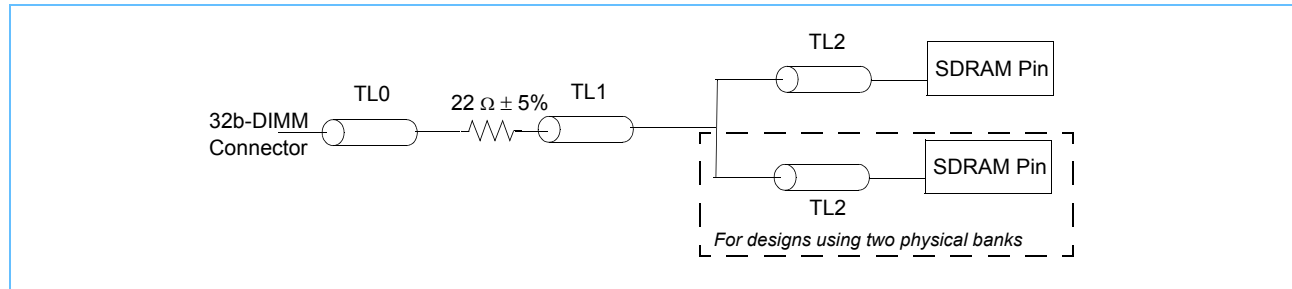 TL2
SDRAM Pin
TL0
22 Ω ± 5%
TL1
32b-DIMM
Connector
SDRAM Pin
TL2
For designs using two physical banks